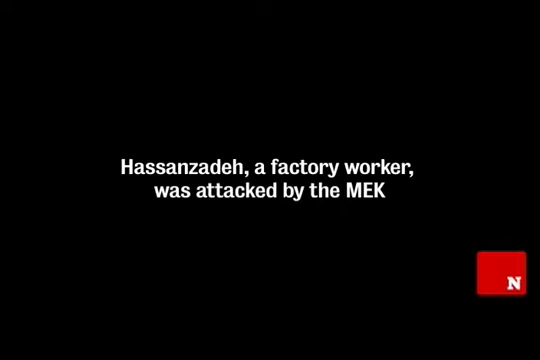 Hassanzadeh, a factory worker,
was attacked by the MEK
N